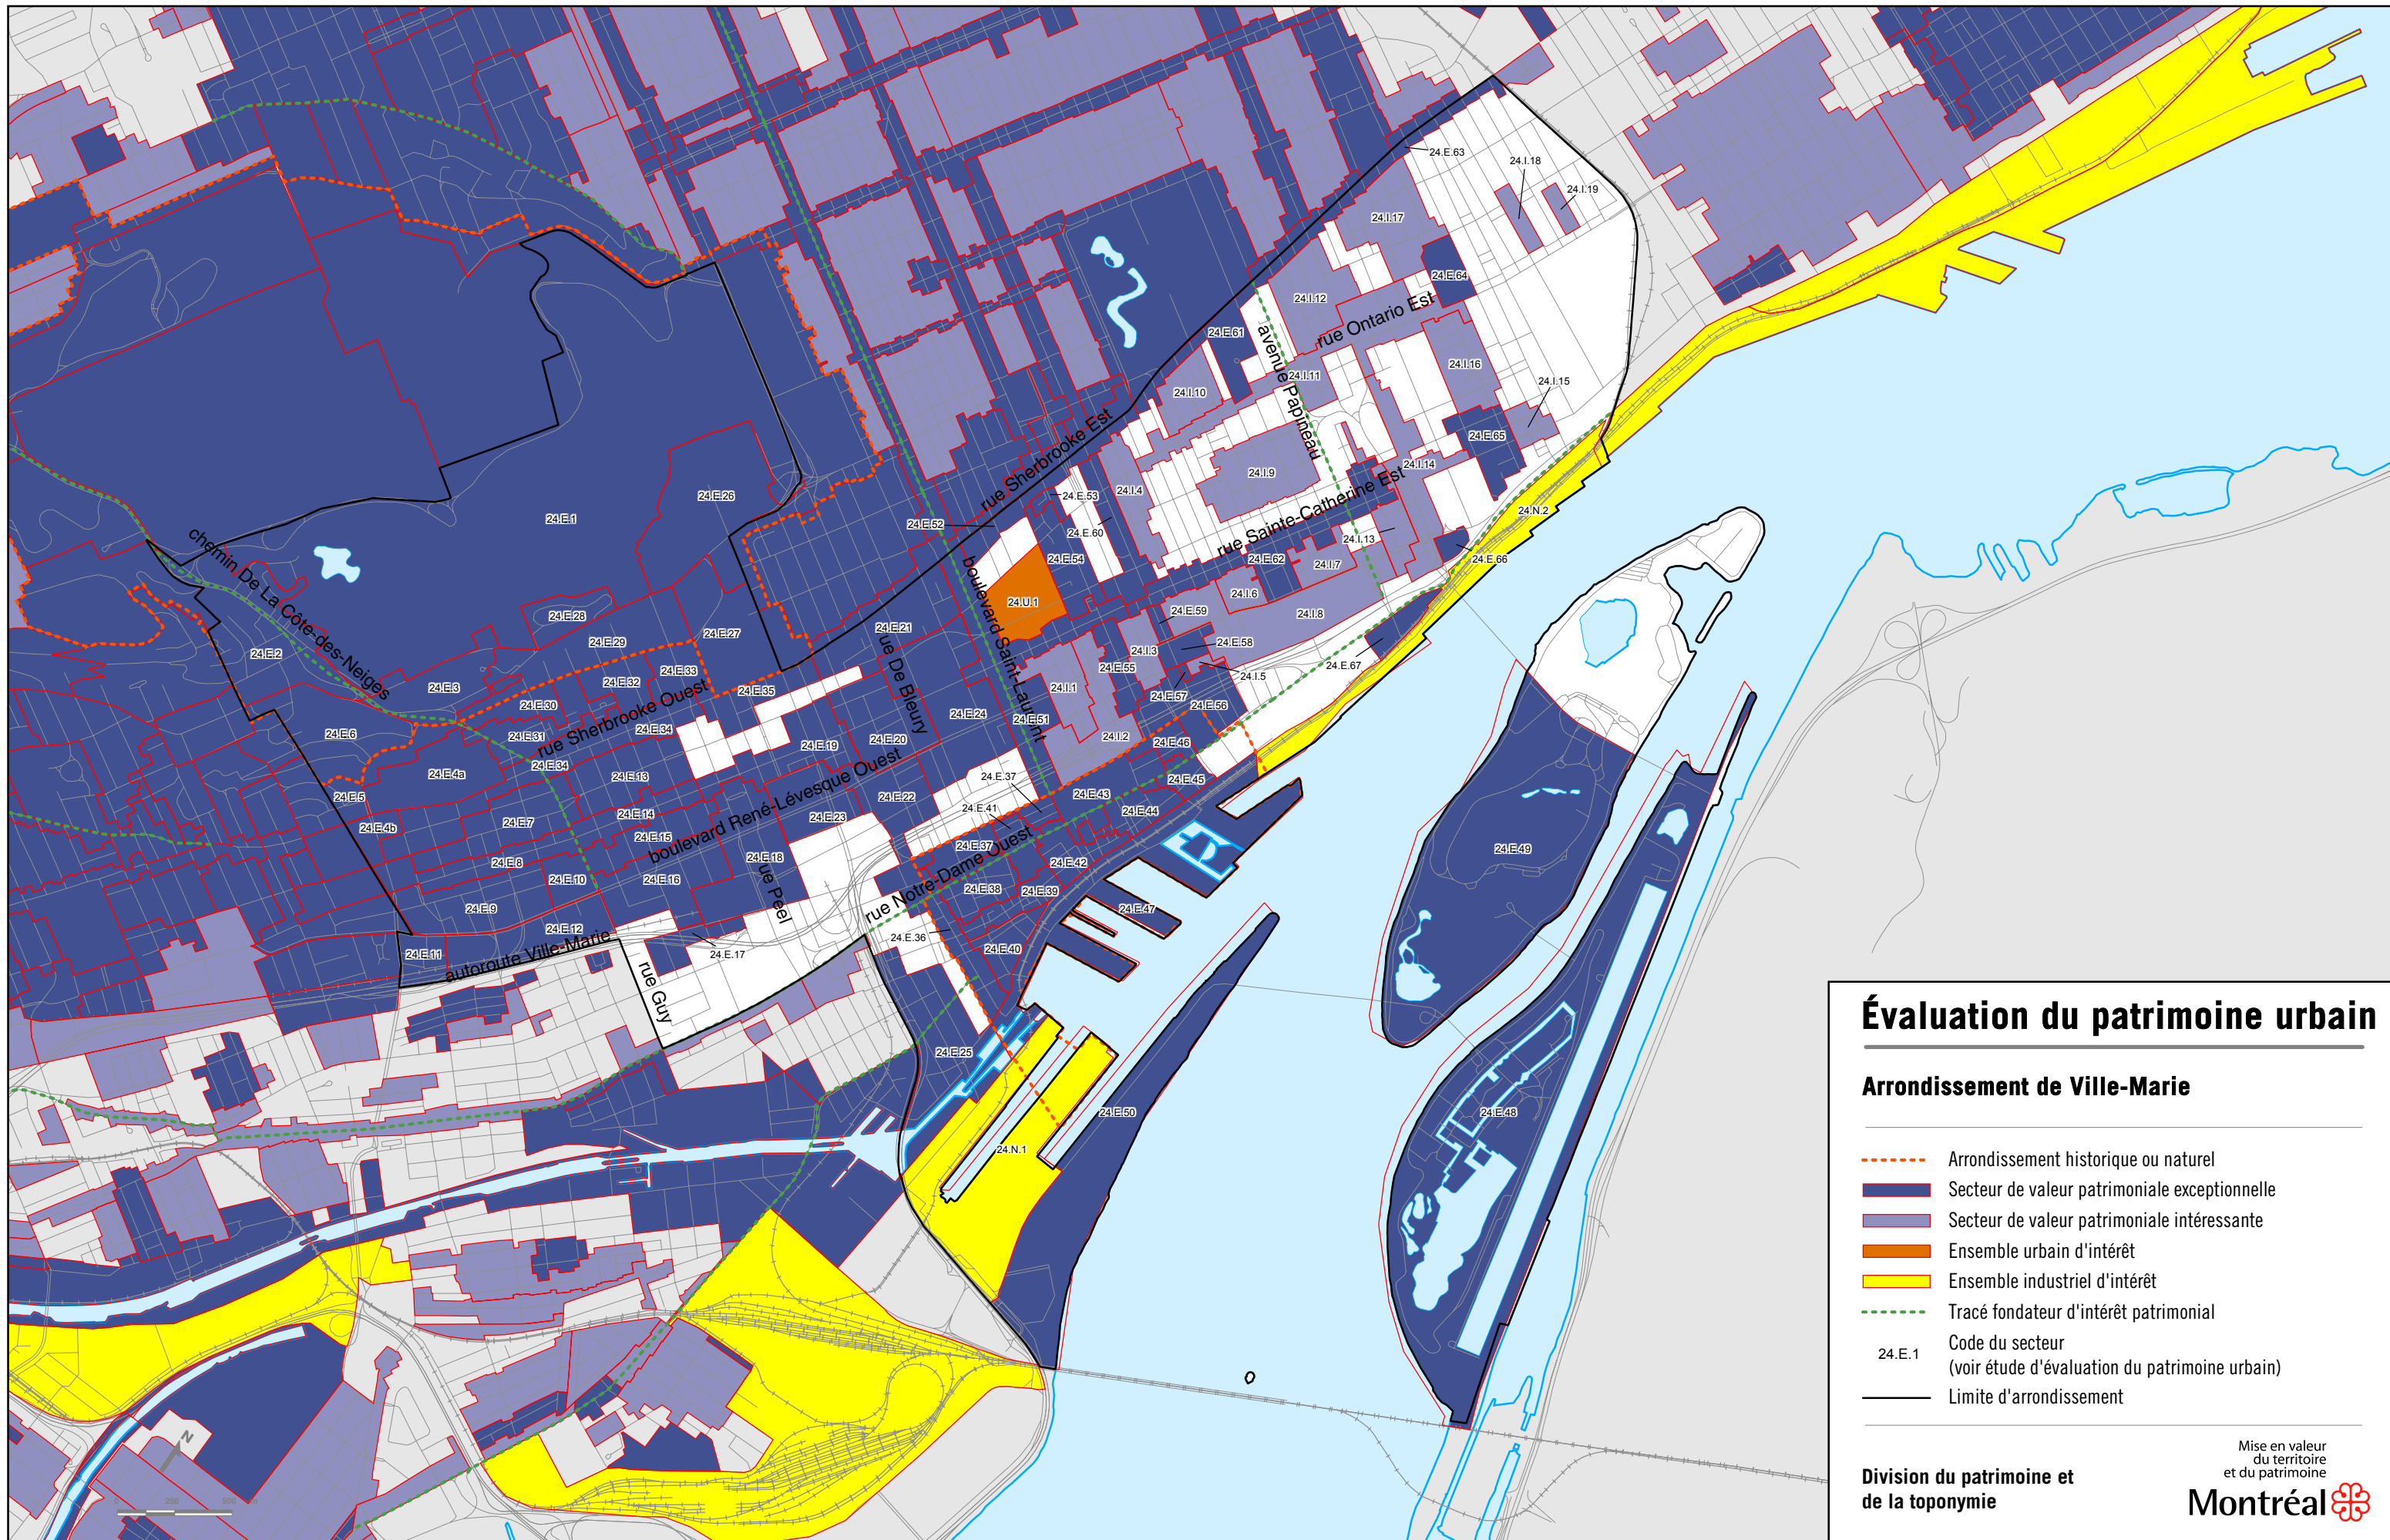 24.E.63
24.I.18
24.I.19
24.I.17
24.E.64
24.I.12
rue Ontario Est
24.E.61
avenue Papineau
24.I.16
24.I.11
24.I.15
24.I.10
rue Sherbrooke Est
24.E.65
24.I.14
24.I.9
24.I.4
24.E.53
24.E.26
24.E.1
24.N.2
24.E.52
24.E.60
rue Sainte-Catherine Est
24.I.13
chemin De La Côte-des-Neiges
24.E.54
24.E.62
24.I.7
24.E.66
boulevard Saint-Laurent
24.U.1
24.I.6
24.E.28
24.E.59
24.I.8
24.E.21
24.E.27
24.E.29
24.E.58
24.E.2
24.I.3
24.E.55
24.E.67
24.E.33
24.I.5
24.E.32
24.E.3
24.I.1
24.E.35
24.E.57
24.E.30
rue Sherbrooke Ouest
rue De Bleury
24.E.56
24.E.24
24.E.51
24.E.34
24.E.6
24.E.31
24.I.2
24.E.20
24.E.46
24.E.19
24.E.34
24.E.4a
24.E.13
24.E.37
24.E.45
24.E.5
boulevard René-Lévesque Ouest
24.E.22
24.E.43
24.E.41
24.E.44
24.E.14
24.E.23
24.E.7
24.E.4b
24.E.15
24.E.37
24.E.49
24.E.18
24.E.8
24.E.42
24.E.10
24.E.16
rue Peel
24.E.38
24.E.39
rue Notre-Dame Ouest
24.E.9
24.E.47
24.E.12
24.E.36
24.E.40
24.E.11
autoroute Ville-Marie
24.E.17
rue Guy
24.E.25
24.E.50
24.E.48
24.N.1
N
0 250 500 m
Évaluation du patrimoine urbain
Arrondissement de Ville-Marie
Arrondissement historique ou naturel
Secteur de valeur patrimoniale exceptionnelle
Secteur de valeur patrimoniale intéressante
Ensemble urbain d'intérêt
Ensemble industriel d'intérêt
Tracé fondateur d'intérêt patrimonial
24.E.1 Code du secteur
(voir étude d'évaluation du patrimoine urbain)
Limite d'arrondissement
Division du patrimoine et
de la toponymie
Mise en valeur
du territoire
et du patrimoine
Montréal